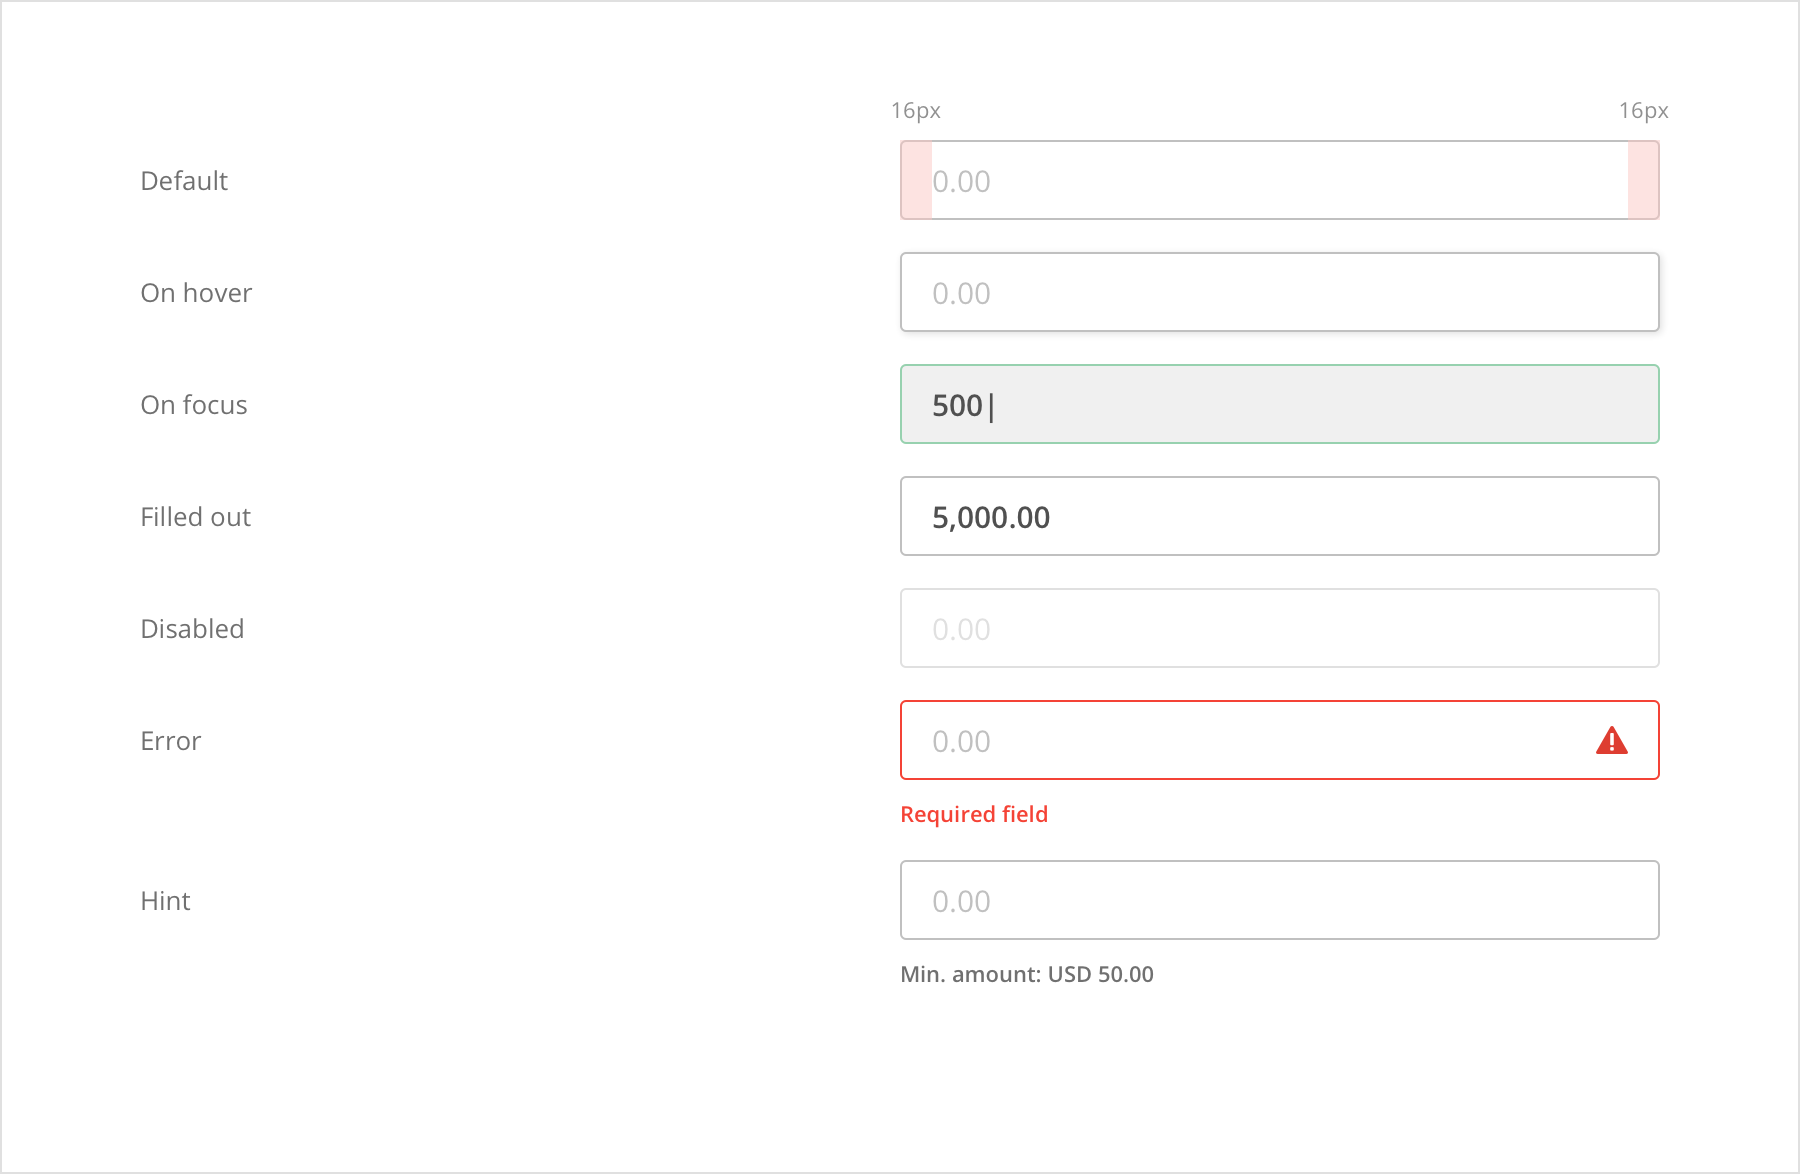 16px 16px
Default 0.00
On hover 0.00
On focus 500
Filled out 5,000.00
Disabled 0.00
Error 0.00
Required field
Hint 0.00
Min. amount: USD 50.00